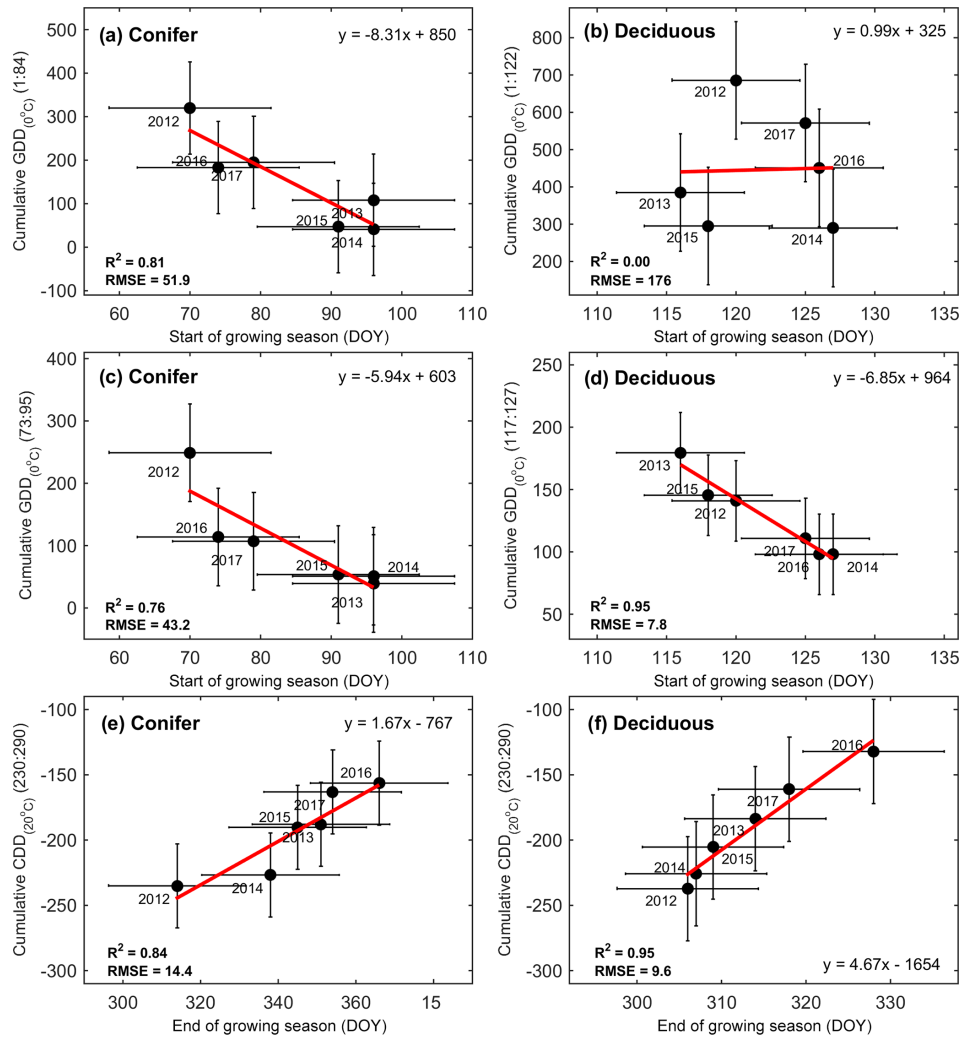 (a) Conifer
y = -8.31x + 850
500
400
300
200
100
0
-100
Cumulative GDD(0°C) (1:84)
2012
2016
2017
2015
2013
2014
R² = 0.81
RMSE = 51.9
60 70 80 90 100 110
Start of growing season (DOY)
(b) Deciduous
y = 0.99x + 325
800
700
600
500
400
300
200
Cumulative GDD(0°C) (1:122)
2012
2017
2016
2013
2015
2014
R² = 0.00
RMSE = 176
110 115 120 125 130 135
Start of growing season (DOY)
(c) Conifer
y = -5.94x + 603
400
300
200
100
0
Cumulative GDD(0°C) (73:95)
2012
2016
2017
2015
2014
2013
R² = 0.76
RMSE = 43.2
60 70 80 90 100 110
Start of growing season (DOY)
(d) Deciduous
y = -6.85x + 964
250
200
150
100
50
Cumulative GDD(0°C) (117:127)
2013
2015
2012
2017
2016
2014
R² = 0.95
RMSE = 7.8
110 115 120 125 130 135
Start of growing season (DOY)
(e) Conifer
y = 1.67x - 767
-100
-150
-200
-250
-300
Cumulative CDD(20°C) (230:290)
2016
2017
2015
2013
2014
2012
R² = 0.84
RMSE = 14.4
300 320 340 360 15
End of growing season (DOY)
(f) Deciduous
-100
-150
-200
-250
-300
Cumulative CDD(20°C) (230:290)
2016
2017
2013
2015
2014
2012
R² = 0.95
RMSE = 9.6
y = 4.67x - 1654
300 310 320 330
End of growing season (DOY)